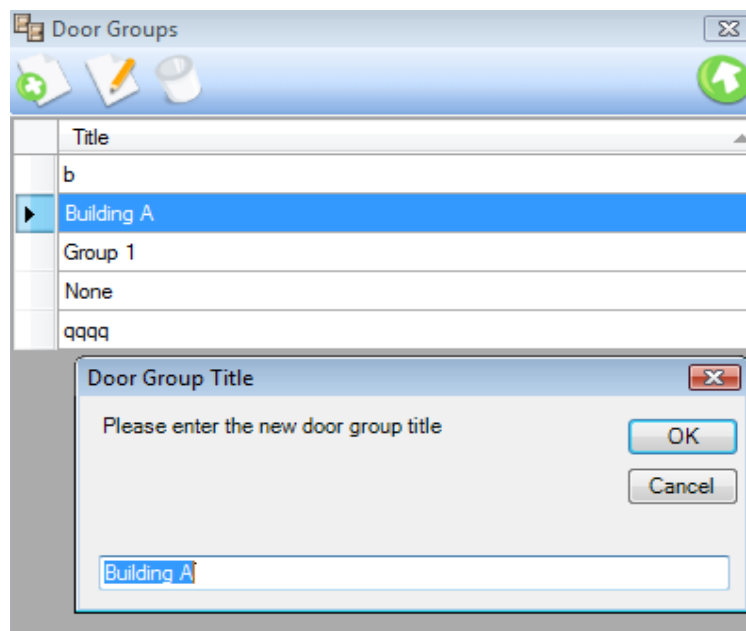 Door Groups
Title
b
Building A
Group 1
None
qqqq
Door Group Title
Please enter the new door group title
OK
Cancel
Building A